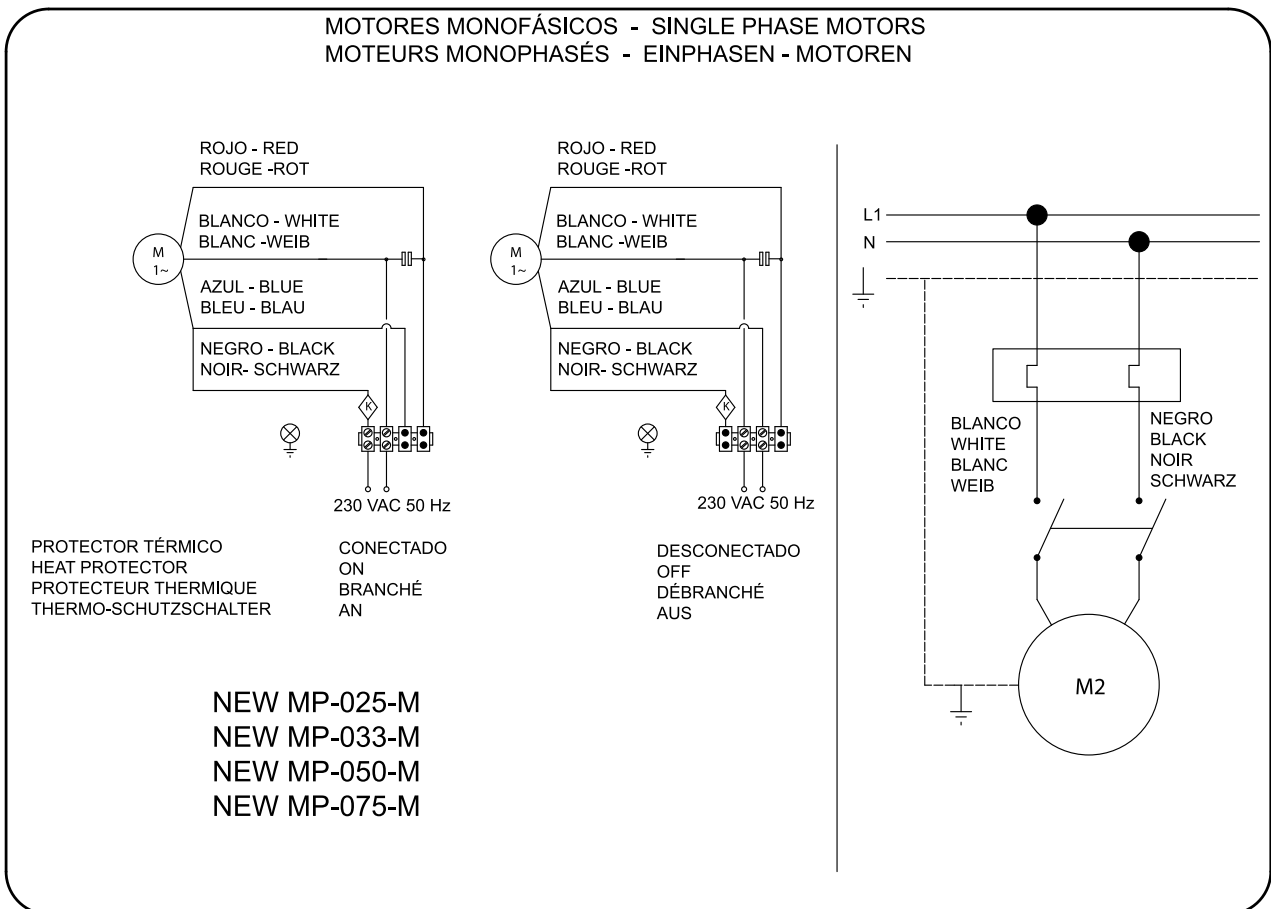 MOTORES MONOFÁSICOS - SINGLE PHASE MOTORS
MOTEURS MONOPHASÉS - EINPHASEN - MOTOREN
ROJO - RED
ROUGE -ROT
BLANCO - WHITE
BLANC -WEIB
M
1~
AZUL - BLUE
BLEU - BLAU
NEGRO - BLACK
NOIR- SCHWARZ
K
230 VAC 50 Hz
ROJO - RED
ROUGE -ROT
BLANCO - WHITE
BLANC -WEIB
M
1~
AZUL - BLUE
BLEU - BLAU
NEGRO - BLACK
NOIR- SCHWARZ
K
230 VAC 50 Hz
PROTECTOR TÉRMICO
HEAT PROTECTOR
PROTECTEUR THERMIQUE
THERMO-SCHUTZSCHALTER
CONECTADO
ON
BRANCHÉ
AN
DESCONECTADO
OFF
DÉBRANCHÉ
AUS
NEW MP-025-M
NEW MP-033-M
NEW MP-050-M
NEW MP-075-M
L1
N
BLANCO
WHITE
BLANC
WEIB
NEGRO
BLACK
NOIR
SCHWARZ
M2